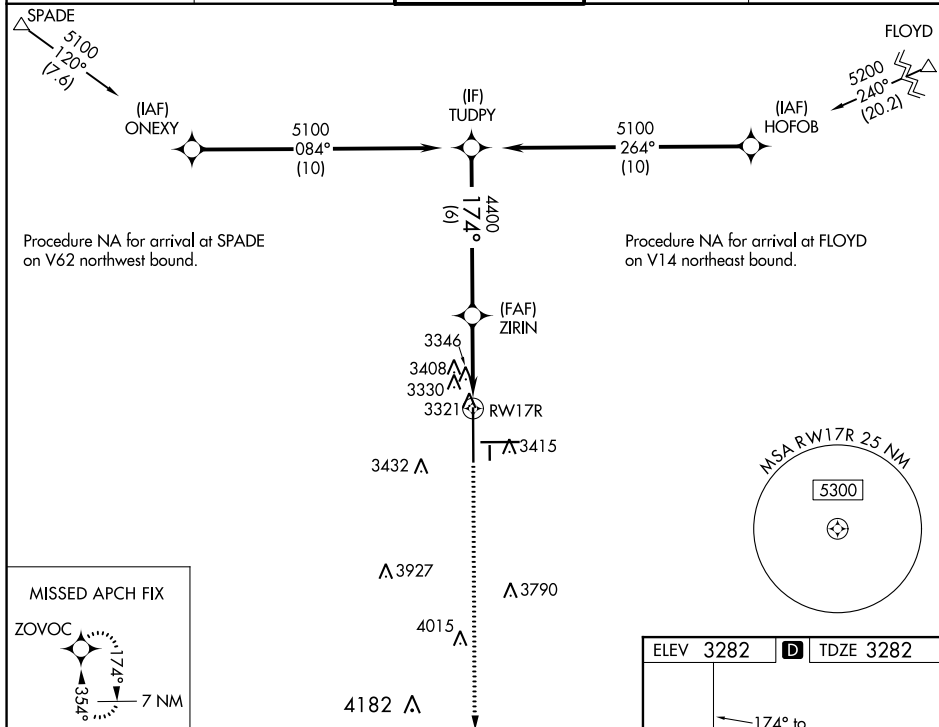 SPADE
5100
120°
(7.6)
(IAF)
ONEXY
5100
084°
(10)
(IF)
TUDPY
5100
264°
(10)
FLOYD
5200
240°
(20.2)
(IAF)
HOFOB
4400
174°
(6)
Procedure NA for arrival at SPADE
on V62 northwest bound.
Procedure NA for arrival at FLOYD
on V14 northeast bound.
(FAF)
ZIRIN
3346
3408
3330
3321
RW17R
3415
3432
3927
3790
4015
4182
MSA RW17R 25 NM
5300
MISSED APCH FIX
ZOVOC
174°
354°
7 NM
ELEV 3282 D TDZE 3282
174° to